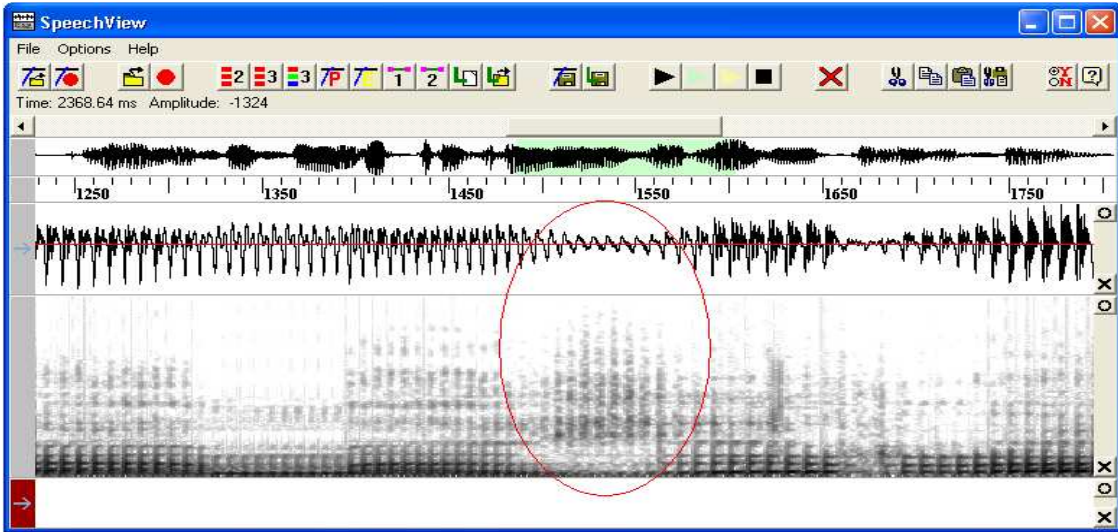 SpeechView
File Options Help
2 3 3 P E 1 2
Time: 2368.64 ms Amplitude: -1324
1250 1350 1450 1550 1650 1750